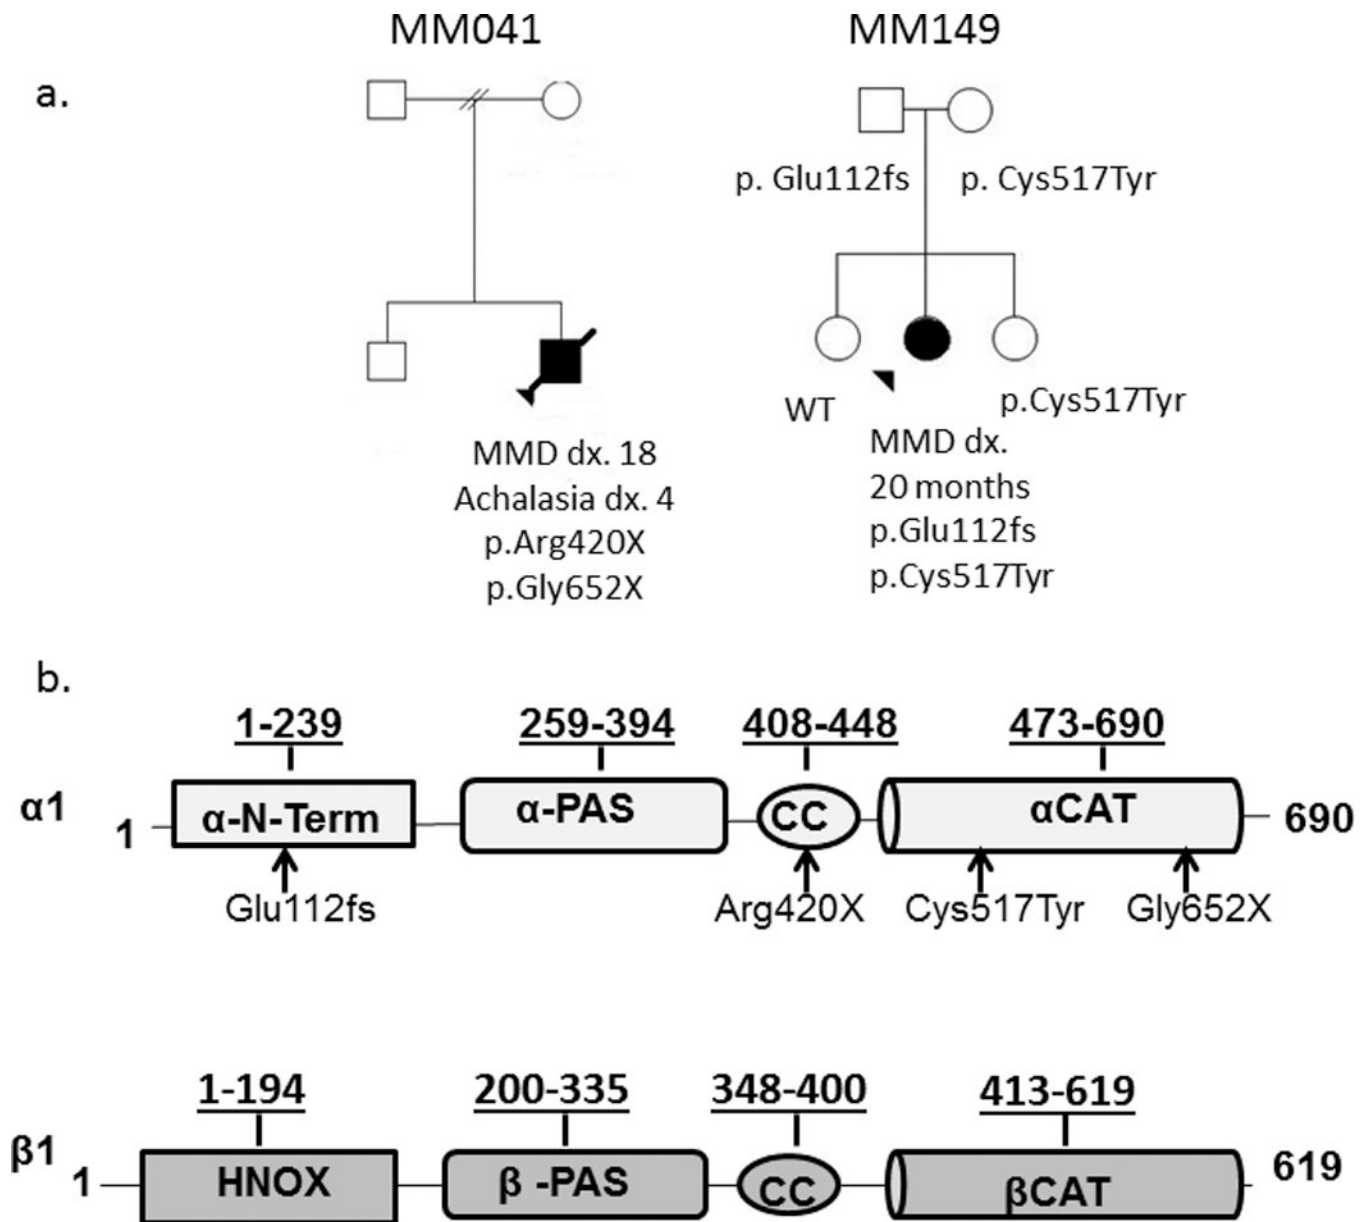 MM041 MM149
a.
p. Glu112fs p. Cys517Tyr
WT p.Cys517Tyr
MMD dx. 18
Achalasia dx. 4
p.Arg420X
p.Gly652X
MMD dx.
20 months
p.Glu112fs
p.Cys517Tyr
b.
1-239 259-394 408-448 473-690
α1 1 α-N-Term α-PAS CC αCAT 690
Glu112fs Arg420X Cys517Tyr Gly652X
1-194 200-335 348-400 413-619
β1 1 HNOX β -PAS CC βCAT 619